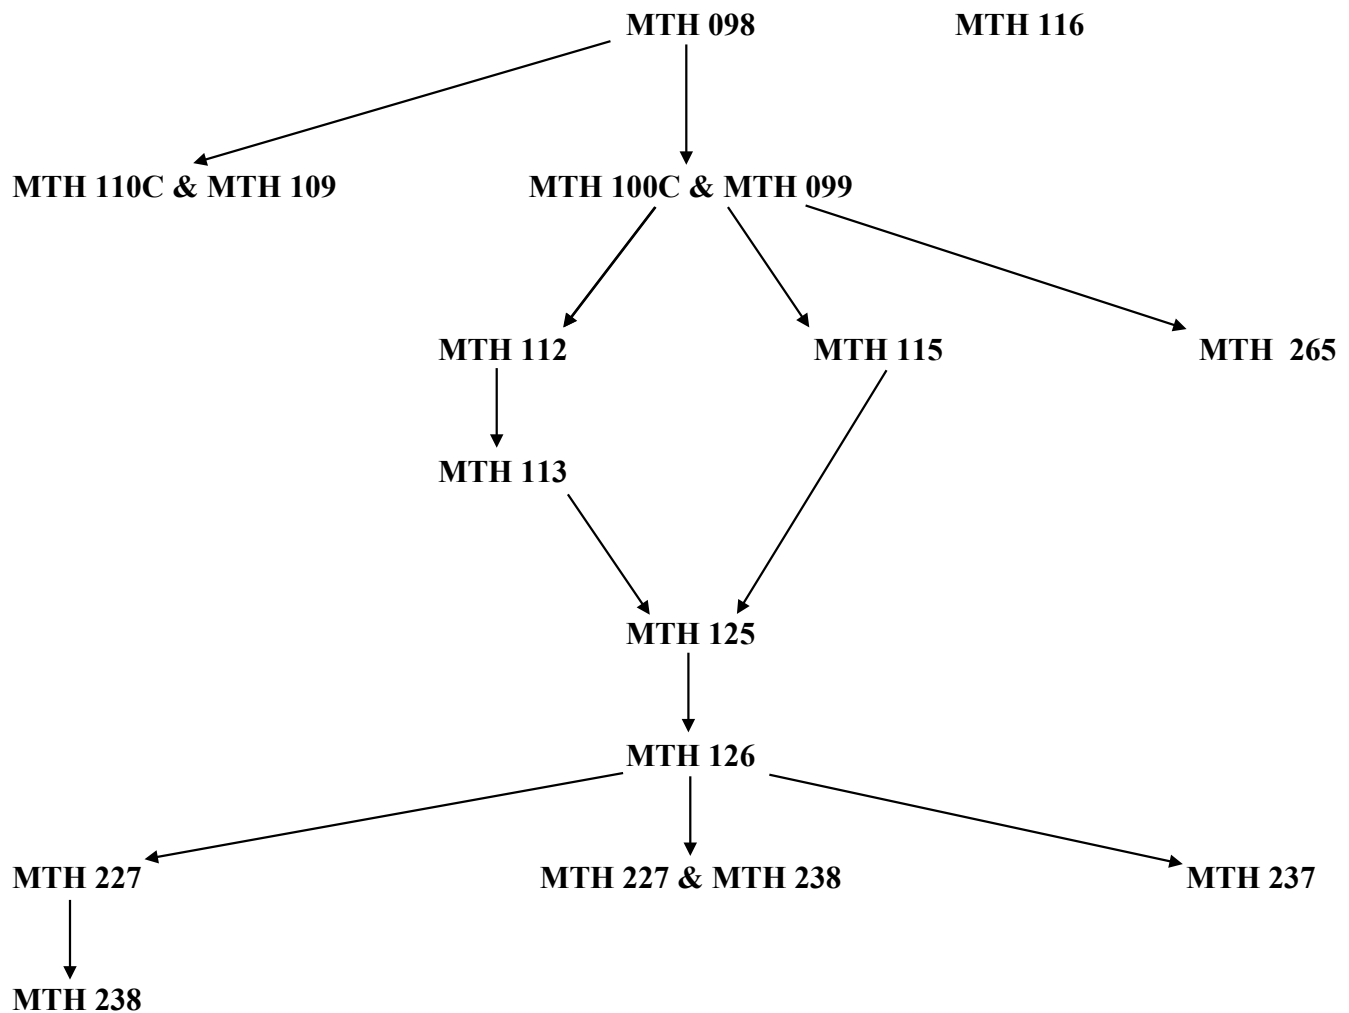 MTH 098
MTH 116
MTH 110C & MTH 109
MTH 100C & MTH 099
MTH 112
MTH 115
MTH 265
MTH 113
MTH 125
MTH 126
MTH 227
MTH 227 & MTH 238
MTH 237
MTH 238